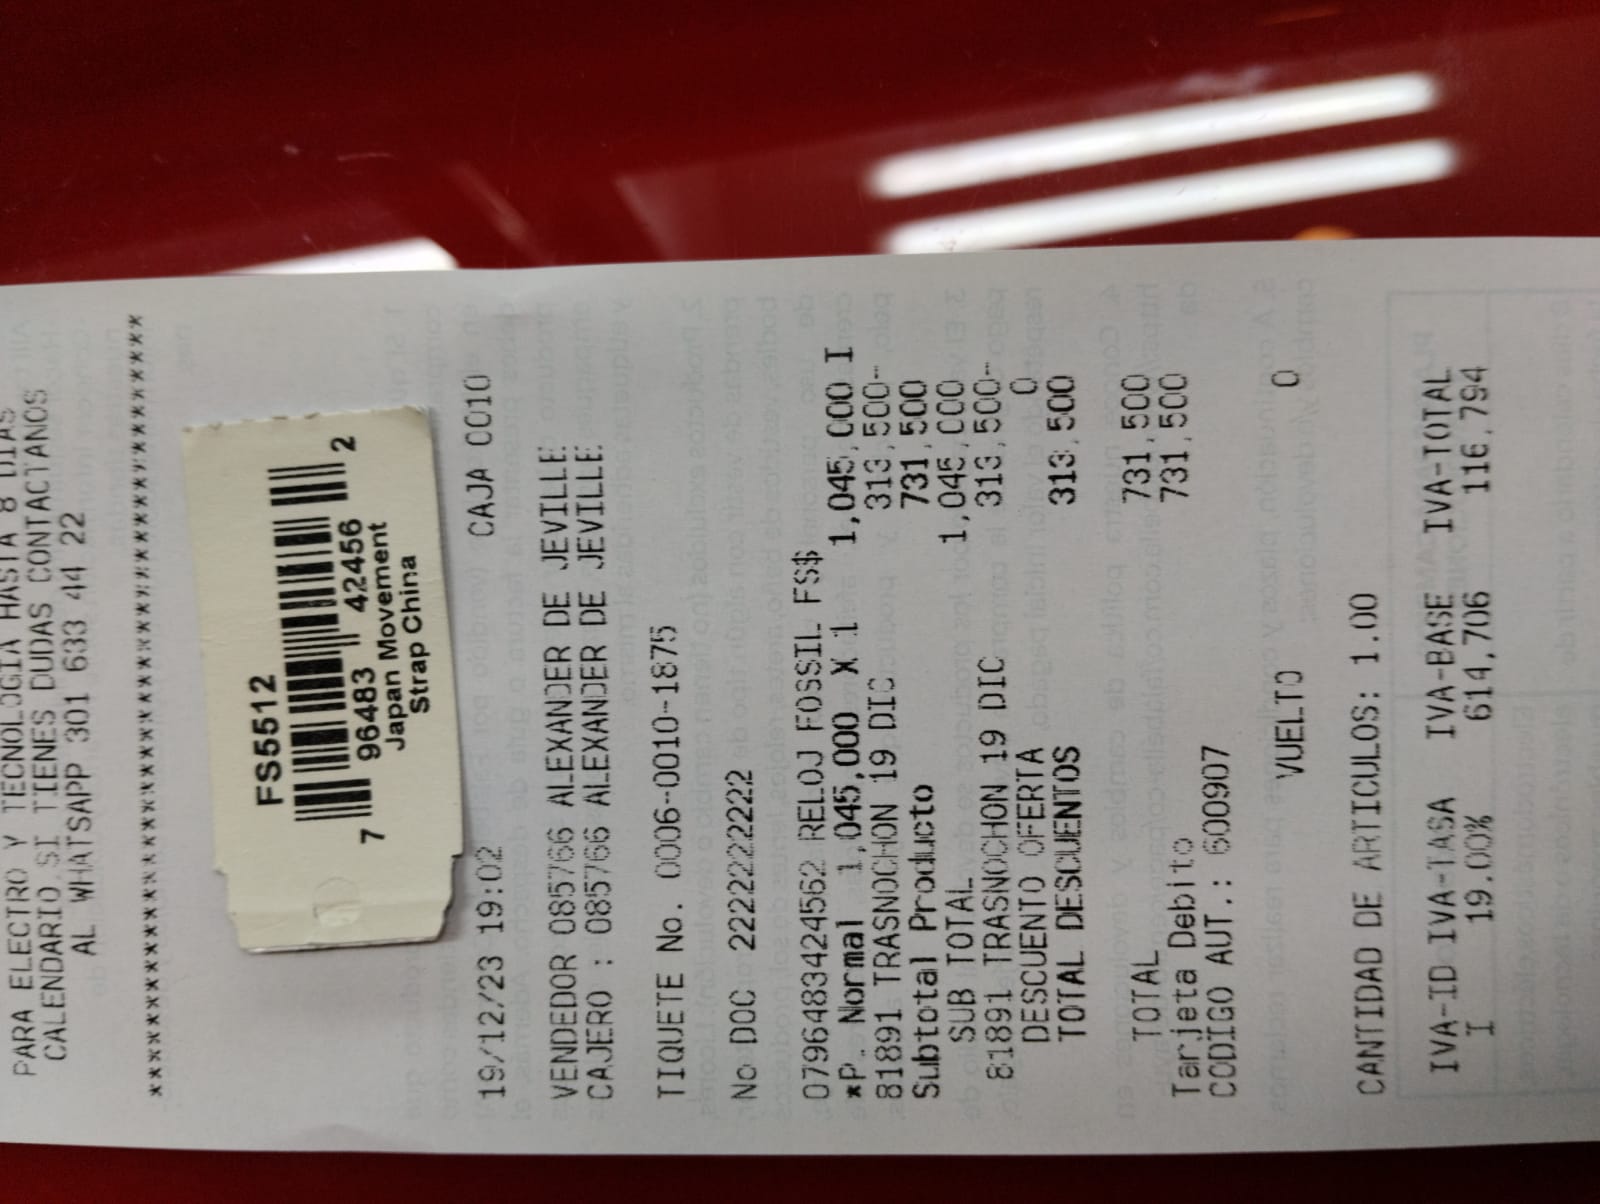 PARA ELECTRO Y TECNOLOGIA HASTA 8 DIAS
CALENDARIO.SI TIENES DUDAS CONTACTANOS
AL WHATSAPP 301 633 44 22
****************************************
FS5512
7 96483 42456 2
Japan Movement
Strap China
19/12/23 19:02 CAJA 0010
VENDEDOR 085766 ALEXANDER DE JEVILLE
CAJERO : 085766 ALEXANDER DE JEVILLE
TIQUETE No. 0006-0010-1875
No DOC 2222222222
0796483424562 RELOJ FOSSIL FS$
*P. Normal 1,045,000 X 1 1,045,000 I
81891 TRASNOCHON 19 DIC 313,500-
Subtotal Producto 731,500
SUB TOTAL 1,045,000
81891 TRASNOCHON 19 DIC 313,500-
DESCUENTO OFERTA 0
TOTAL DESCUENTOS 313,500
TOTAL 731,500
Tarjeta Debito 731,500
CODIGO AUT.: 600907
VUELTO 0
CANTIDAD DE ARTICULOS: 1.00
IVA-ID IVA-TASA IVA-BASE IVA-TOTAL
I 19.00% 614,706 116,794